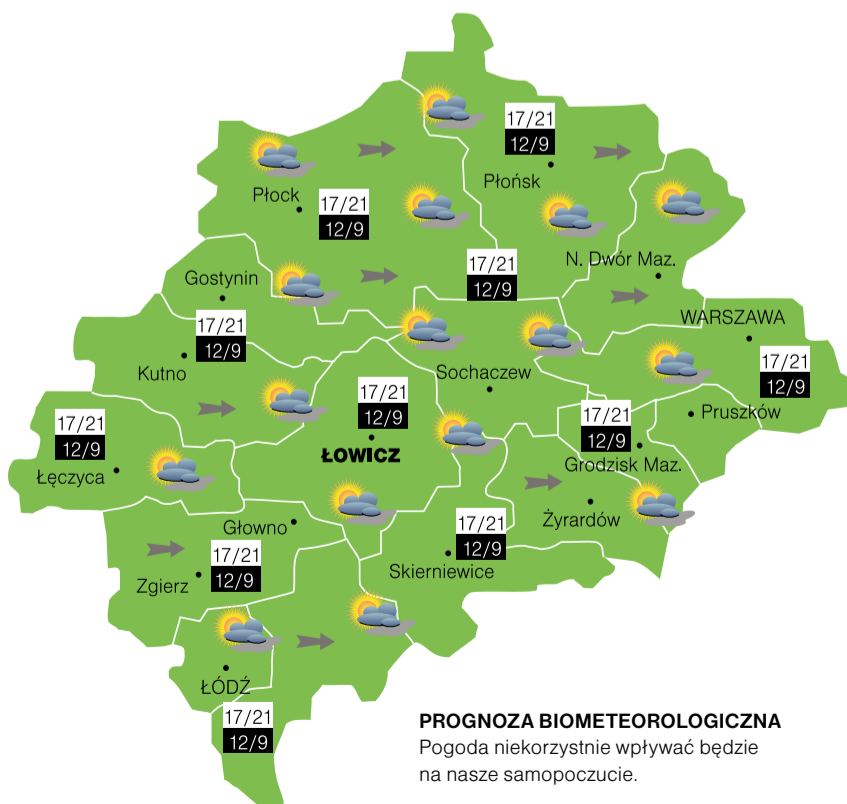 17/21
12/9
Płońsk
Płock
17/21
12/9
N. Dwór Maz.
17/21
12/9
Gostynin
17/21
12/9
Kutno
WARSZAWA
17/21
12/9
Sochaczew
17/21
12/9
ŁOWICZ
17/21
12/9
Pruszków
Grodzisk Maz.
17/21
12/9
Łęczyca
Żyrardów
Głowno
17/21
12/9
Skierniewice
17/21
12/9
Zgierz
ŁÓDŹ
17/21
12/9
PROGNOZA BIOMETEOROLOGICZNA
Pogoda niekorzystnie wpływać będzie
na nasze samopoczucie.